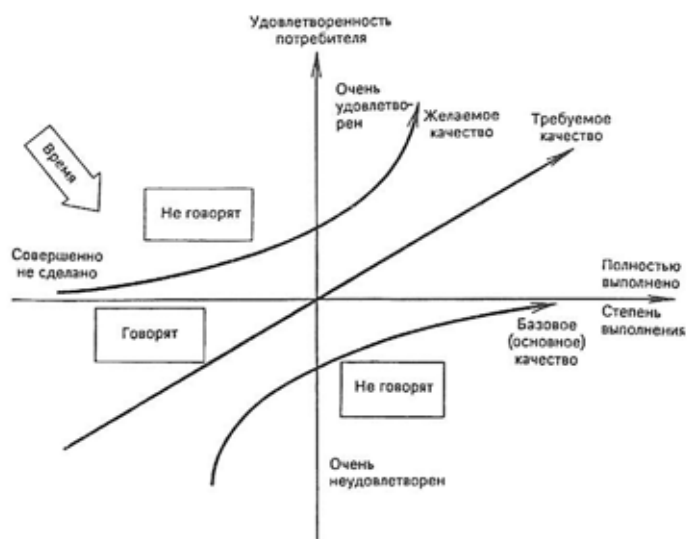 Удовлетворенность
потребителя
Очень
удовлетво-
рен
Желаемое
качество
Требуемое
качество
Время
Не говорят
Совершенно
не сделано
Полностью
выполнено
Говорят
Степень
выполнения
Базовое
(основное)
качество
Не говорят
Очень
неудовлетворен